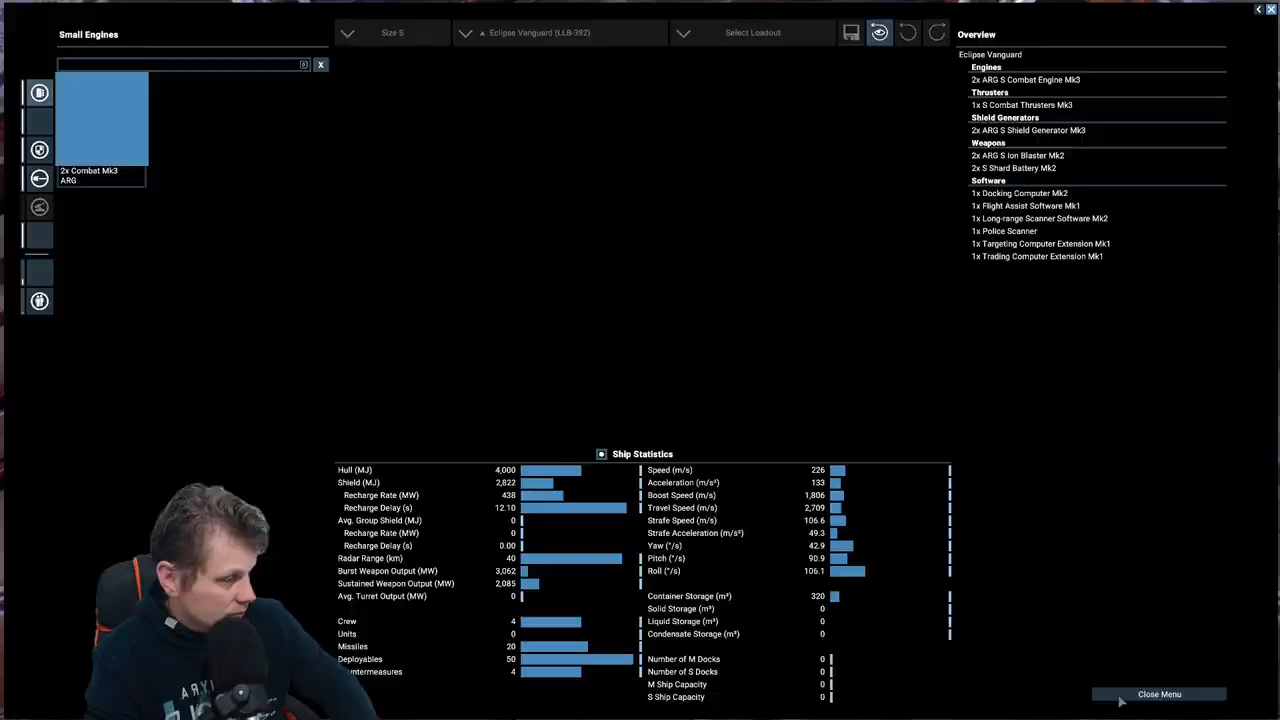 Small Engines
Size S
Eclipse Vanguard (LLB-392)
Select Loadout
X
2x Combat Mk3
ARG
Overview
Eclipse Vanguard
Engines
2x ARG S Combat Engine Mk3
Thrusters
1x S Combat Thrusters Mk3
Shield Generators
2x ARG S Shield Generator Mk3
Weapons
2x ARG S Ion Blaster Mk2
2x S Shard Battery Mk2
Software
1x Docking Computer Mk2
1x Flight Assist Software Mk1
1x Long-range Scanner Software Mk2
1x Police Scanner
1x Targeting Computer Extension Mk1
1x Trading Computer Extension Mk1
Ship Statistics
Hull (MJ) 4,000
Shield (MJ) 2,822
Recharge Rate (MW) 438
Recharge Delay (s) 12.10
Avg. Group Shield (MJ) 0
Recharge Rate (MW) 0
Recharge Delay (s) 0.00
Radar Range (km) 40
Burst Weapon Output (MW) 3,062
Sustained Weapon Output (MW) 2,085
Avg. Turret Output (MW) 0
Crew 4
Units 0
Missiles 20
Deployables 50
ountermeasures 4
Speed (m/s) 226
Acceleration (m/s²) 133
Boost Speed (m/s) 1,806
Travel Speed (m/s) 2,709
Strafe Speed (m/s) 106.6
Strafe Acceleration (m/s²) 49.3
Yaw (°/s) 42.9
Pitch (°/s) 90.9
Roll (°/s) 106.1
Container Storage (m³) 320
Solid Storage (m³) 0
Liquid Storage (m³) 0
Condensate Storage (m³) 0
Number of M Docks 0
Number of S Docks 0
M Ship Capacity 0
S Ship Capacity 0
Close Menu